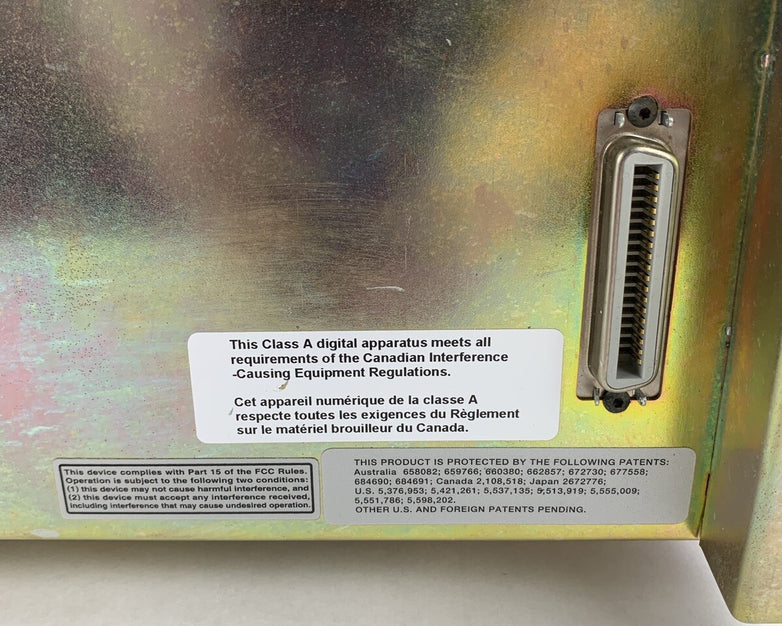 This Class A digital apparatus meets all
requirements of the Canadian Interference
-Causing Equipment Regulations.
Cet appareil numérique de la classe A
respecte toutes les exigences du Règlement
sur le matériel brouilleur du Canada.
This device complies with Part 15 of the FCC Rules.
Operation is subject to the following two conditions:
(1) this device may not cause harmful interference, and
(2) this device must accept any interference received,
including interference that may cause undesired operation.
THIS PRODUCT IS PROTECTED BY THE FOLLOWING PATENTS:
Australia 658082; 659766; 660380; 662857; 672730; 677558;
684690; 684691; Canada 2,108,518; Japan 2672776;
U.S. 5,376,953; 5,421,261; 5,537,135; 5,513,919; 5,555,009;
5,551,786; 5,598,202.
OTHER U.S. AND FOREIGN PATENTS PENDING.